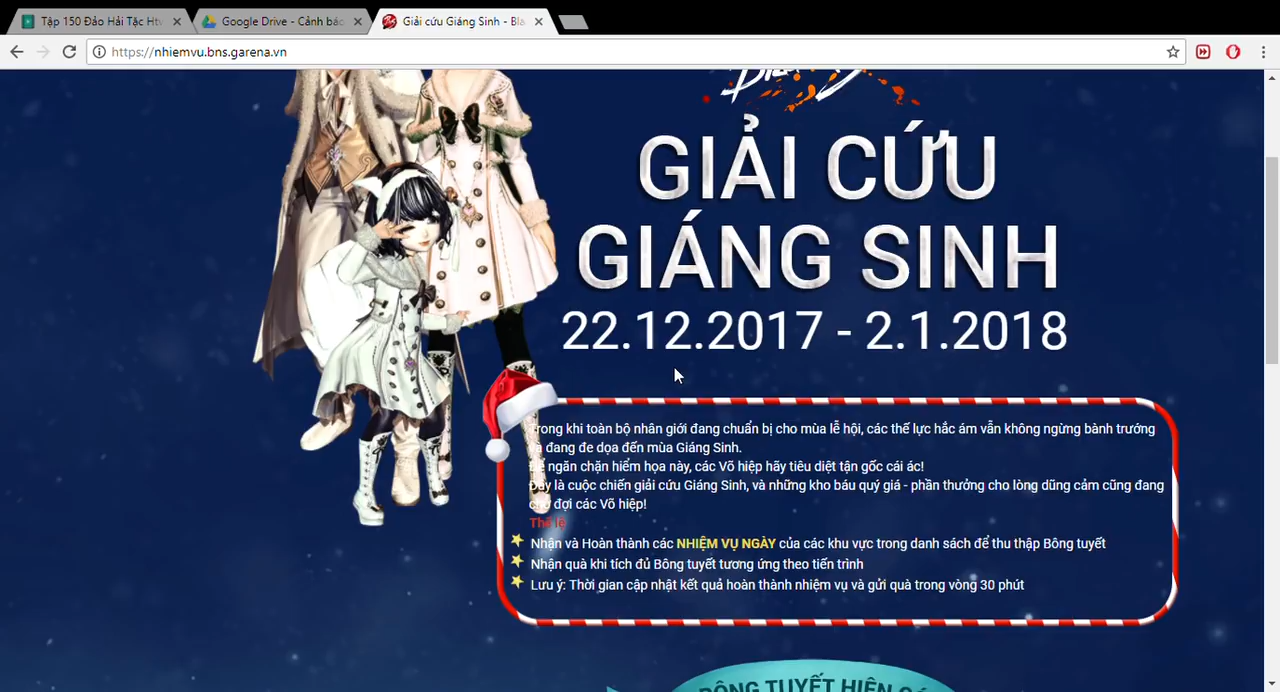 Tập 150 Đảo Hải Tặc Htv
Google Drive - Cảnh báo
Giải cứu Giáng Sinh - Bla
https://nhiemvu.bns.garena.vn
GIẢI CỨU
GIÁNG SINH
22.12.2017 - 2.1.2018
Trong khi toàn bộ nhân giới đang chuẩn bị cho mùa lễ hội, các thế lực hắc ám vẫn không ngừng bành trướng
và đang đe dọa đến mùa Giáng Sinh.
Để ngăn chặn hiểm họa này, các Võ hiệp hãy tiêu diệt tận gốc cái ác!
Đây là cuộc chiến giải cứu Giáng Sinh, và những kho báu quý giá - phần thưởng cho lòng dũng cảm cũng đang
chờ đợi các Võ hiệp!
Thể lệ
Nhận và Hoàn thành các NHIỆM VỤ NGÀY của các khu vực trong danh sách để thu thập Bông tuyết
Nhận quà khi tích đủ Bông tuyết tương ứng theo tiến trình
Lưu ý: Thời gian cập nhật kết quả hoàn thành nhiệm vụ và gửi quà trong vòng 30 phút
BÔNG TUYẾT HIỆN CÓ